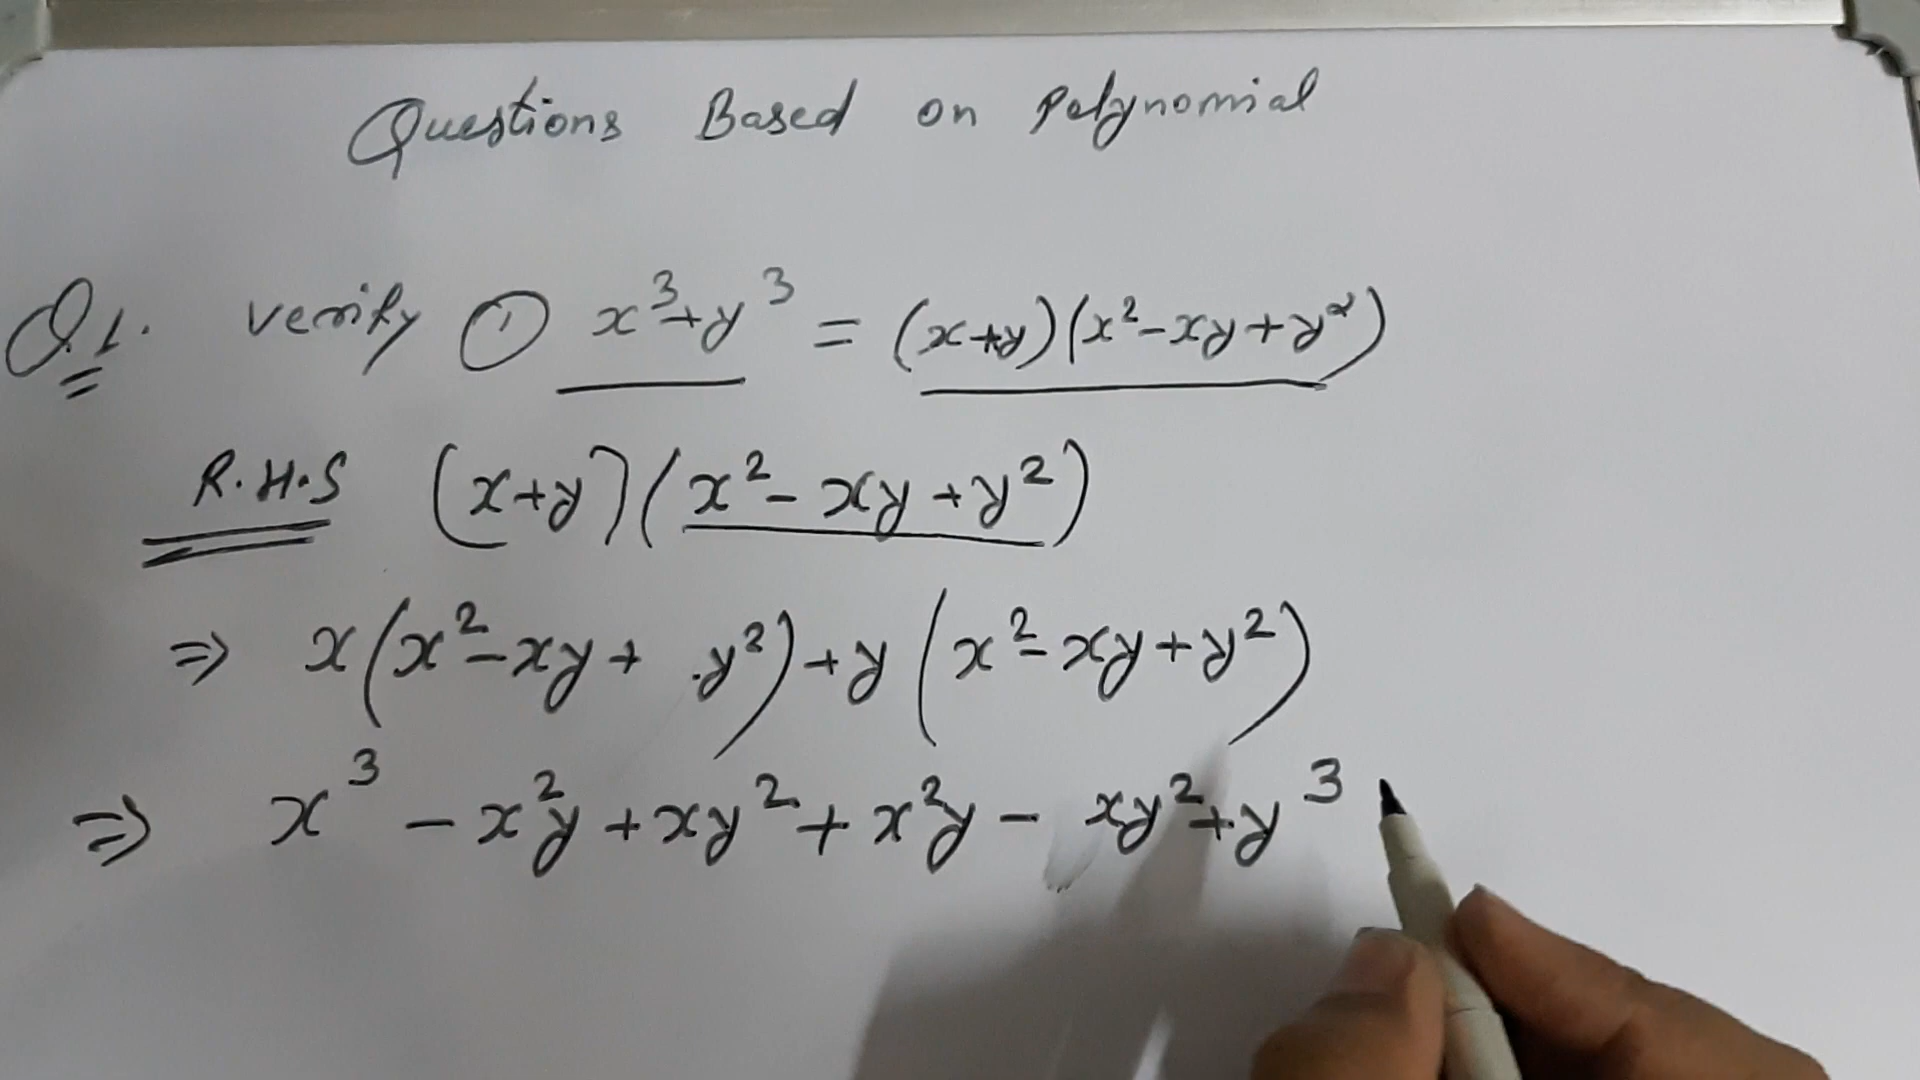 Questions Based on Polynomial
Q.1. verify ① x³+y³ = (x+y)(x²-xy+y²)
R.H.S (x+y)(x²-xy+y²)
⇒ x(x²-xy+ y²)+y(x²-xy+y²)
⇒ x³-x²y+xy²+x²y-xy²+y³